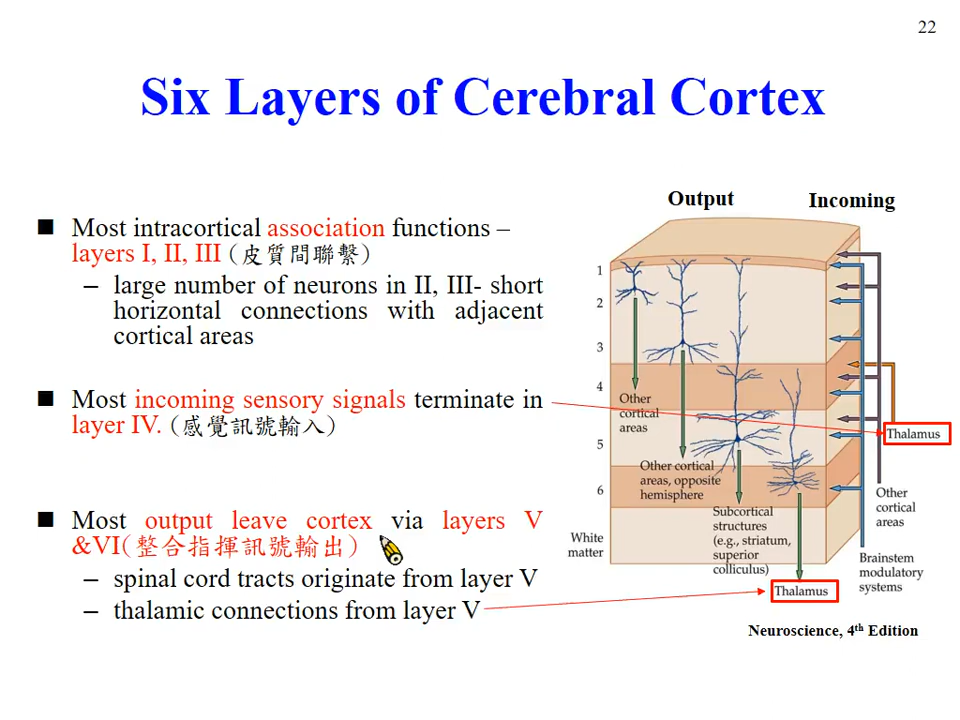 22
Six Layers of Cerebral Cortex
Most intracortical association functions –
layers I, II, III (皮質間聯繫)
– large number of neurons in II, III- short
horizontal connections with adjacent
cortical areas
Most incoming sensory signals terminate in
layer IV. (感覺訊號輸入)
Most output leave cortex via layers V
&VI(整合指揮訊號輸出)
– spinal cord tracts originate from layer V
– thalamic connections from layer V
Output
Incoming
1
2
3
4
5
6
White
matter
Other
cortical
areas
Other cortical
areas, opposite
hemisphere
Subcortical
structures
(e.g., striatum,
superior
colliculus)
Thalamus
Thalamus
Other
cortical
areas
Brainstem
modulatory
systems
Neuroscience, 4th Edition